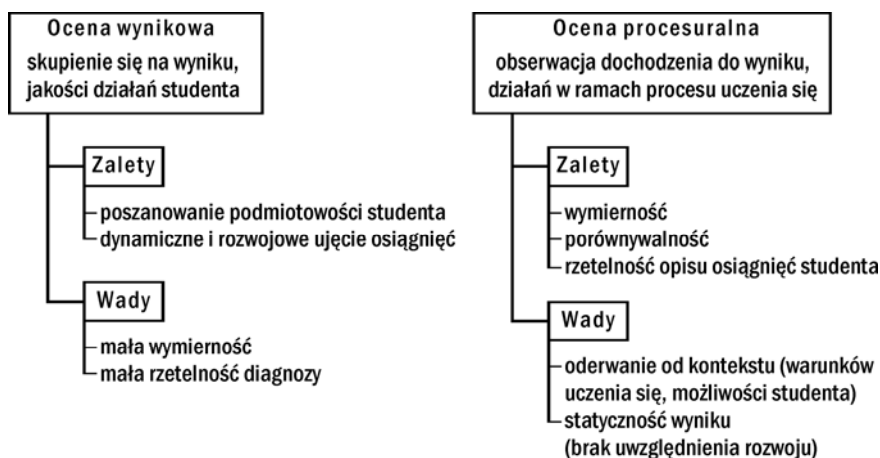 Ocena wynikowa
skupienie się na wyniku,
jakości działań studenta
Zalety
poszanowanie podmiotowości studenta
dynamiczne i rozwojowe ujęcie osiągnięć
Wady
mała wymierność
mała rzetelność diagnozy
Ocena procesuralna
obserwacja dochodzenia do wyniku,
działań w ramach procesu uczenia się
Zalety
wymierność
porównywalność
rzetelność opisu osiągnięć studenta
Wady
oderwanie od kontekstu (warunków
uczenia się, możliwości studenta)
statyczność wyniku
(brak uwzględnienia rozwoju)